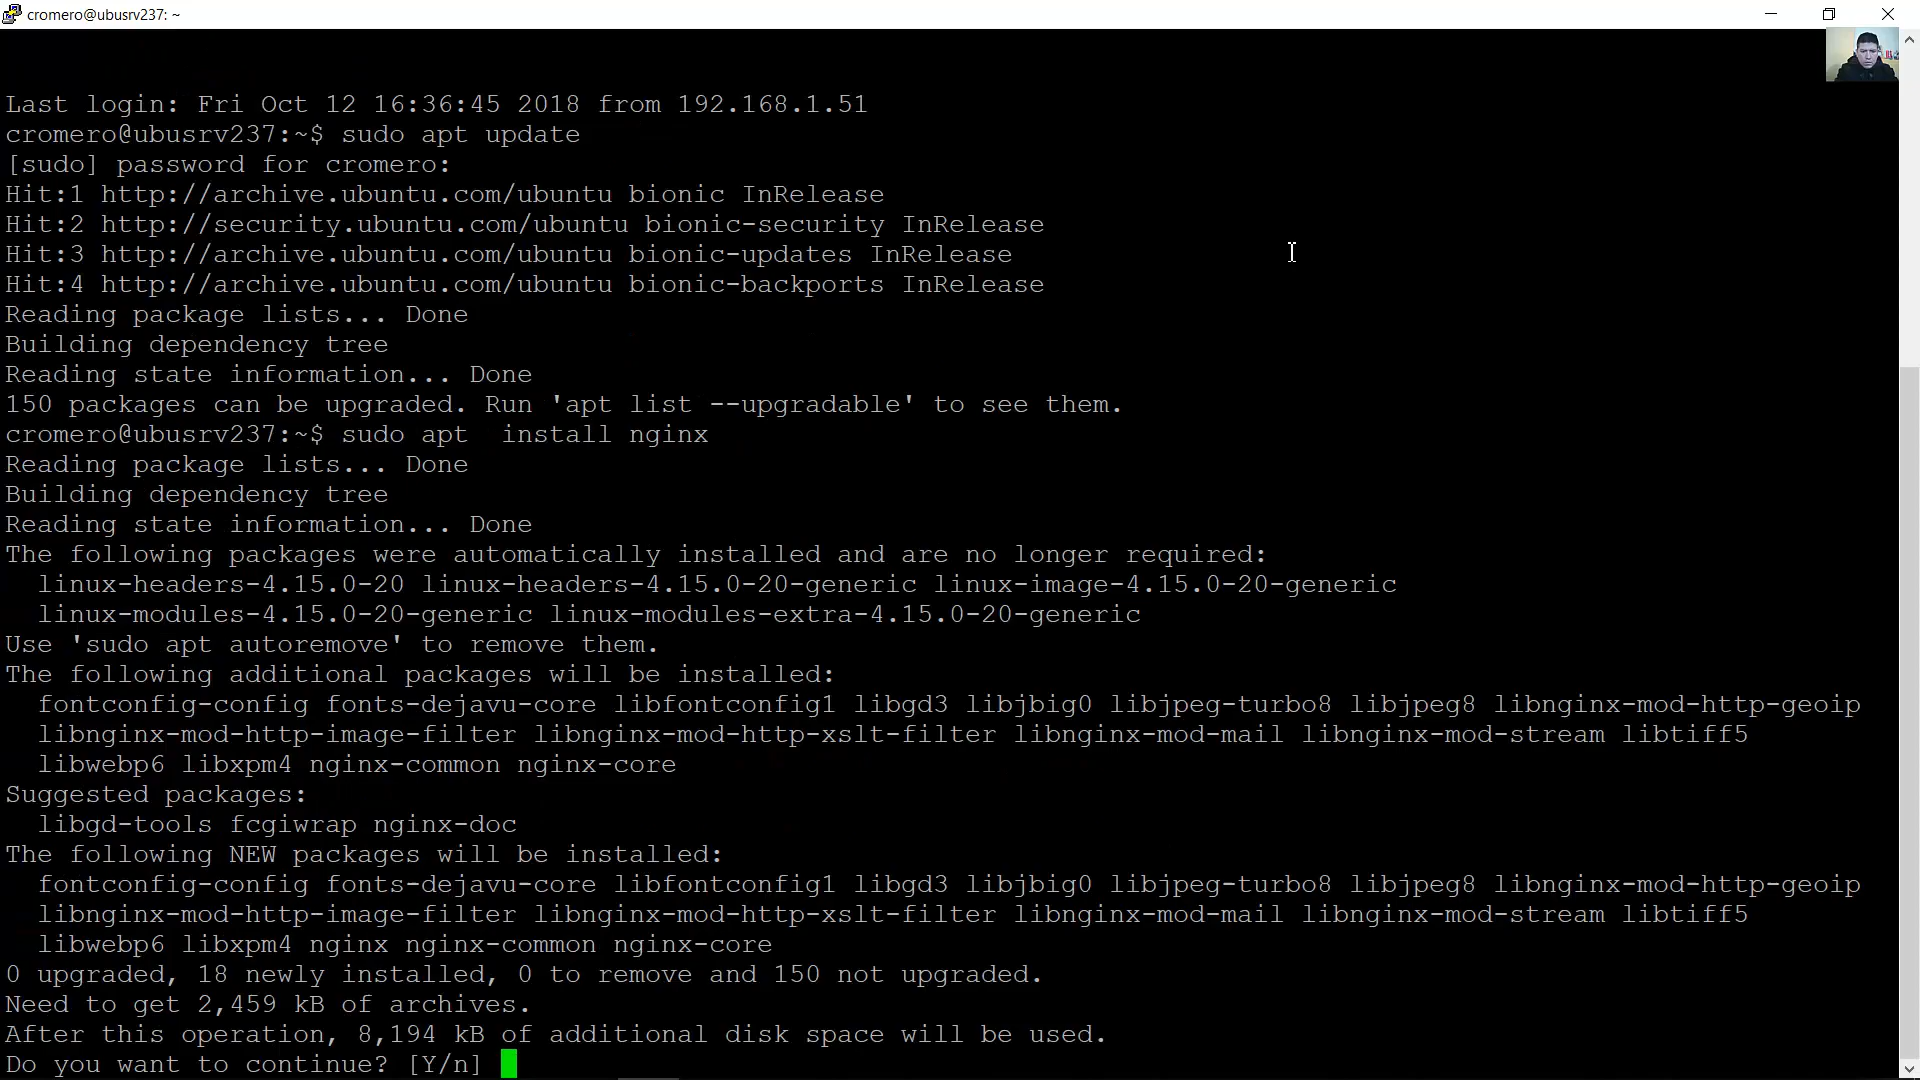 cromero@ubusrv237: ~
Last login: Fri Oct 12 16:36:45 2018 from 192.168.1.51
cromero@ubusrv237:~$ sudo apt update
[sudo] password for cromero:
Hit:1 http://archive.ubuntu.com/ubuntu bionic InRelease
Hit:2 http://security.ubuntu.com/ubuntu bionic-security InRelease
Hit:3 http://archive.ubuntu.com/ubuntu bionic-updates InRelease
Hit:4 http://archive.ubuntu.com/ubuntu bionic-backports InRelease
Reading package lists... Done
Building dependency tree
Reading state information... Done
150 packages can be upgraded. Run 'apt list --upgradable' to see them.
cromero@ubusrv237:~$ sudo apt  install nginx
Reading package lists... Done
Building dependency tree
Reading state information... Done
The following packages were automatically installed and are no longer required:
  linux-headers-4.15.0-20 linux-headers-4.15.0-20-generic linux-image-4.15.0-20-generic
  linux-modules-4.15.0-20-generic linux-modules-extra-4.15.0-20-generic
Use 'sudo apt autoremove' to remove them.
The following additional packages will be installed:
  fontconfig-config fonts-dejavu-core libfontconfig1 libgd3 libjbig0 libjpeg-turbo8 libjpeg8 libnginx-mod-http-geoip
  libnginx-mod-http-image-filter libnginx-mod-http-xslt-filter libnginx-mod-mail libnginx-mod-stream libtiff5
  libwebp6 libxpm4 nginx-common nginx-core
Suggested packages:
  libgd-tools fcgiwrap nginx-doc
The following NEW packages will be installed:
  fontconfig-config fonts-dejavu-core libfontconfig1 libgd3 libjbig0 libjpeg-turbo8 libjpeg8 libnginx-mod-http-geoip
  libnginx-mod-http-image-filter libnginx-mod-http-xslt-filter libnginx-mod-mail libnginx-mod-stream libtiff5
  libwebp6 libxpm4 nginx nginx-common nginx-core
0 upgraded, 18 newly installed, 0 to remove and 150 not upgraded.
Need to get 2,459 kB of archives.
After this operation, 8,194 kB of additional disk space will be used.
Do you want to continue? [Y/n]